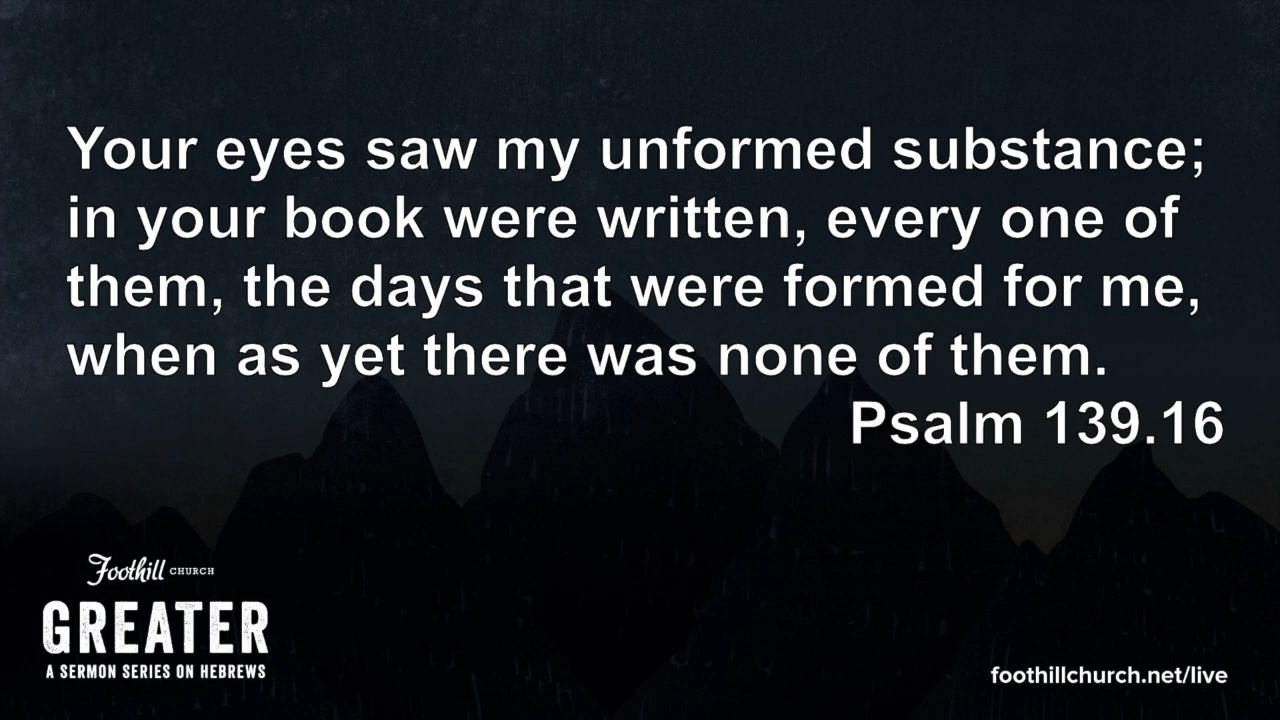 Your eyes saw my unformed substance;
in your book were written, every one of
them, the days that were formed for me,
when as yet there was none of them.
Psalm 139.16
Foothill CHURCH
GREATER
A SERMON SERIES ON HEBREWS
foothillchurch.net/live